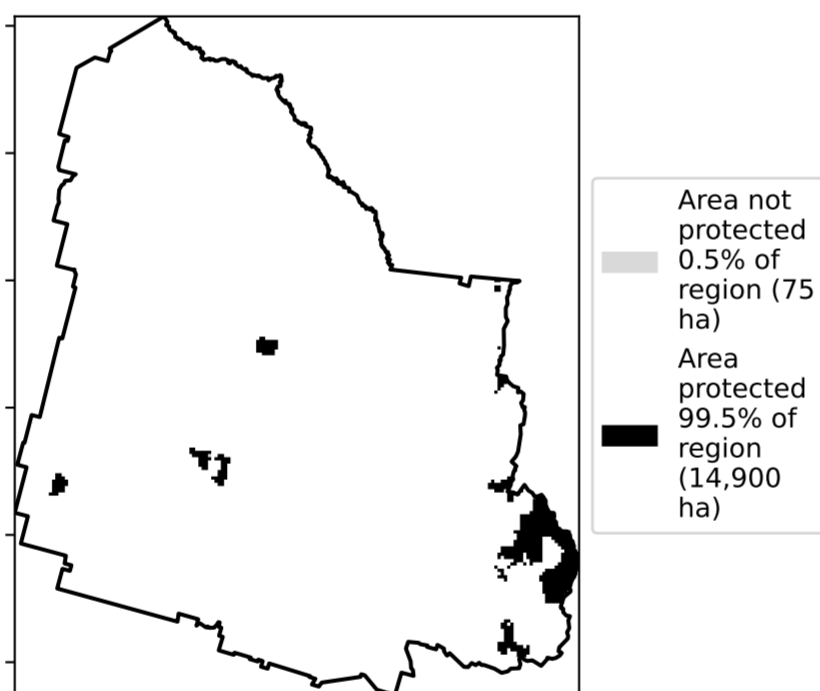 Area not
protected
0.5% of
region (75
ha)
Area
protected
99.5% of
region
(14,900
ha)